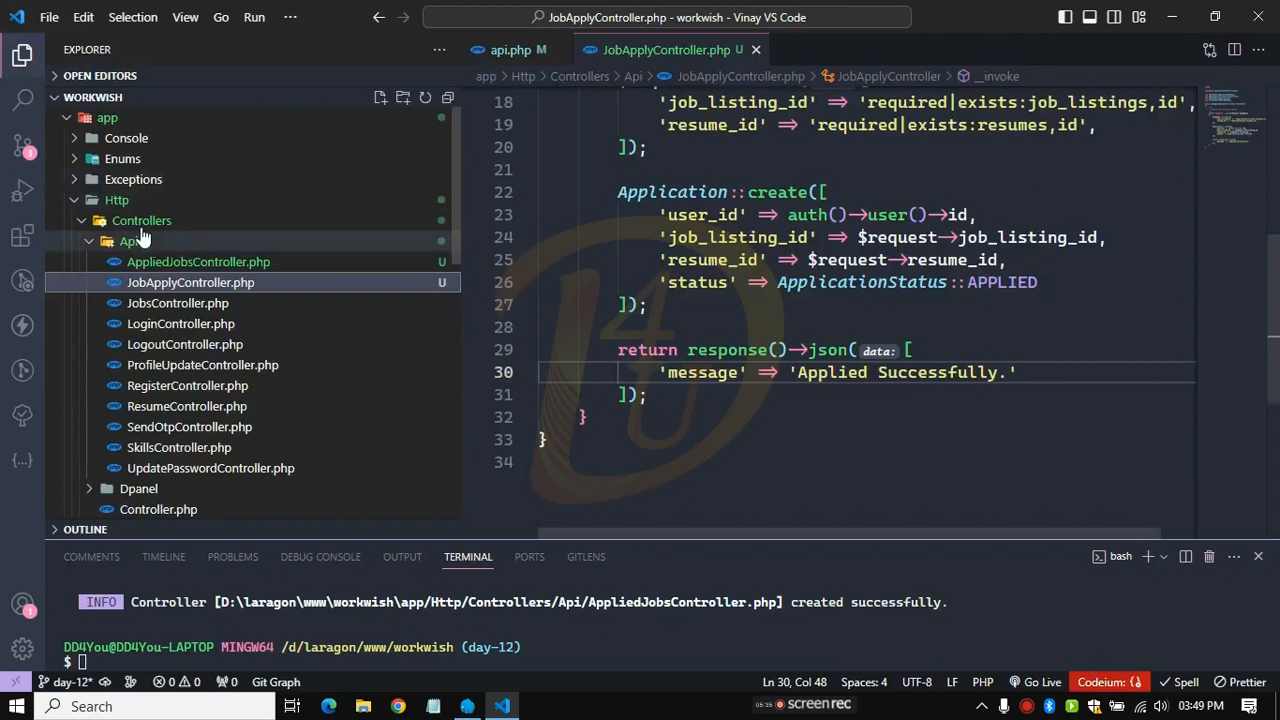 File Edit Selection View Go Run ··· JobApplyController.php - workwish - Vinay VS Code
EXPLORER ···
OPEN EDITORS
WORKWISH
app
Console
Enums
Exceptions
Http
Controllers
Api
AppliedJobsController.php U
JobApplyController.php U
JobsController.php
LoginController.php
LogoutController.php
ProfileUpdateController.php
RegisterController.php
ResumeController.php
SendOtpController.php
SkillsController.php
UpdatePasswordController.php
Dpanel
Controller.php
OUTLINE
3
1
api.php M JobApplyController.php U
app > Http > Controllers > Api > JobApplyController.php > JobApplyController > __invoke
18 'job_listing_id' => 'required|exists:job_listings,id',
19 'resume_id' => 'required|exists:resumes,id',
20 ]);
21
22 Application::create([
23 'user_id' => auth()->user()->id,
24 'job_listing_id' => $request->job_listing_id,
25 'resume_id' => $request->resume_id,
26 'status' => ApplicationStatus::APPLIED
27 ]);
28
29 return response()->json(data:[
30 'message' => 'Applied Successfully.'
31 ]);
32 }
33 }
34
COMMENTS TIMELINE PROBLEMS DEBUG CONSOLE OUTPUT TERMINAL PORTS GITLENS bash
INFO Controller [D:\laragon\www\workwish\app/Http/Controllers/Api/AppliedJobsController.php] created successfully.
DD4You@DD4You-LAPTOP MINGW64 /d/laragon/www/workwish (day-12)
$
day-12* 0 0 0 Git Graph Ln 30, Col 48 Spaces: 4 UTF-8 LF PHP Go Live Codeium: {} Spell Prettier
Search 05:35 screenrec 03:49 PM